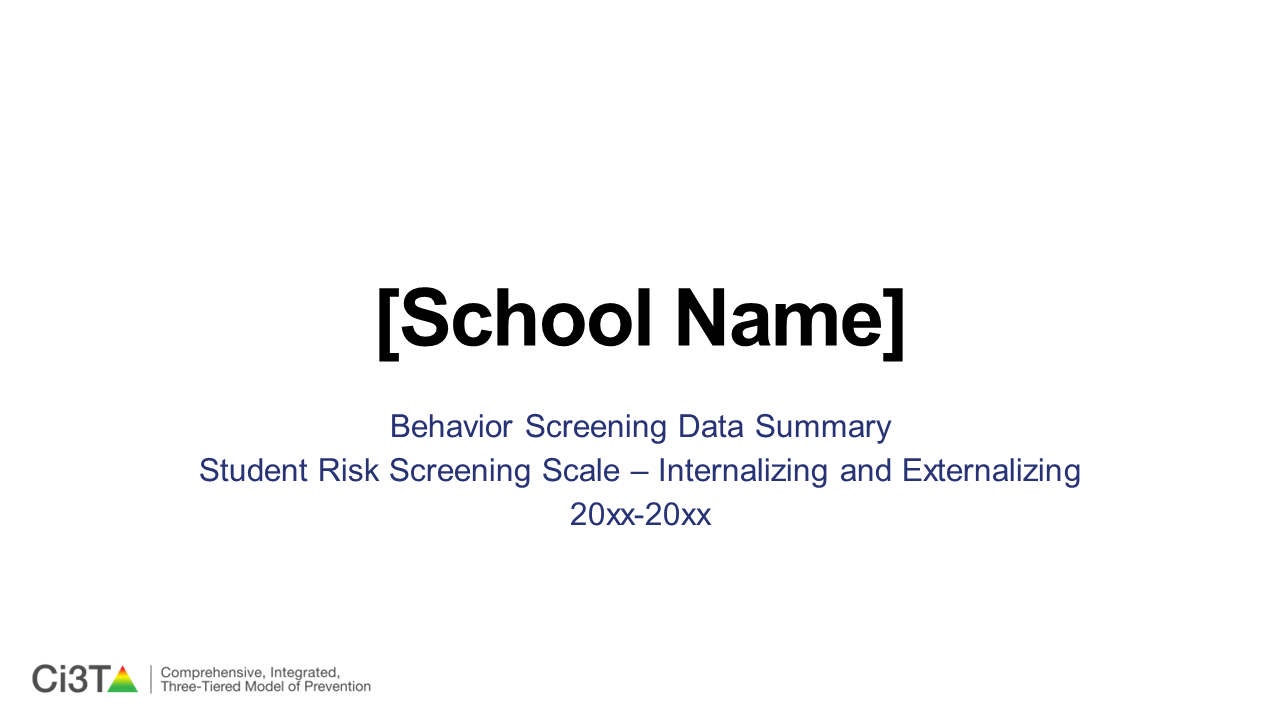 [School Name]
Behavior Screening Data Summary
Student Risk Screening Scale – Internalizing and Externalizing
20xx-20xx
Ci3T
Comprehensive, Integrated,
Three-Tiered Model of Prevention